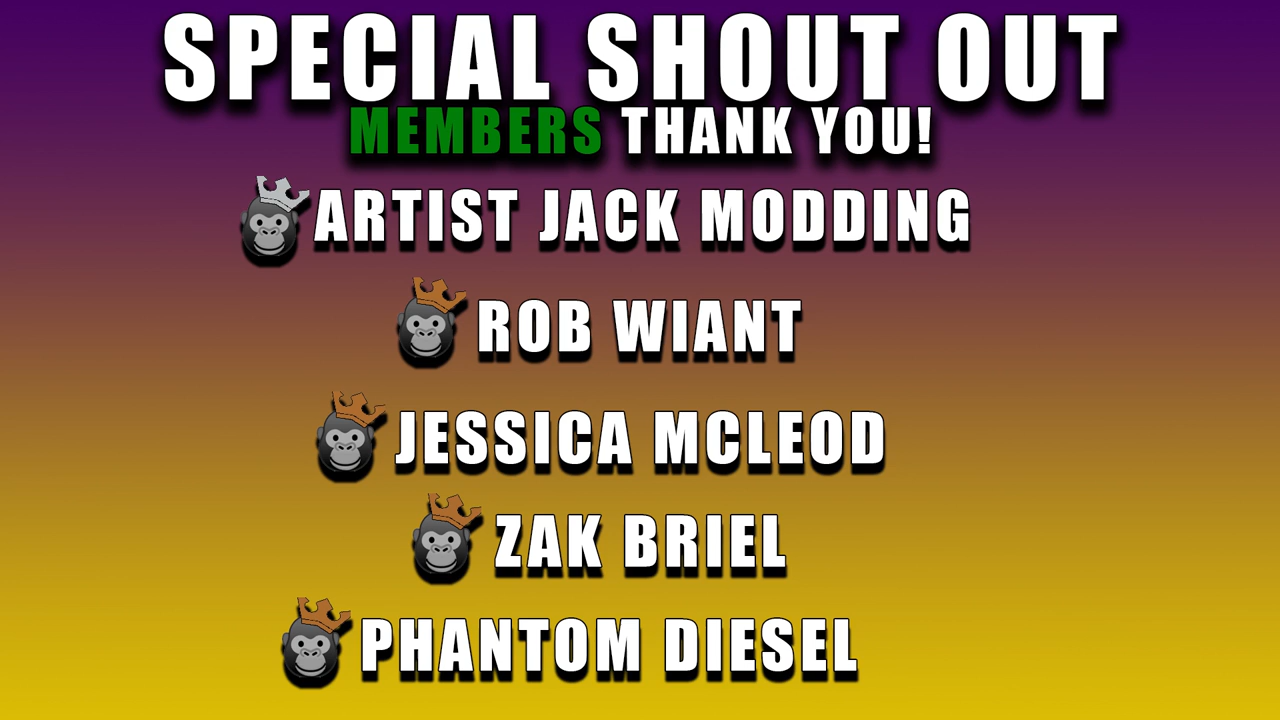 SPECIAL SHOUT OUT
MEMBERS THANK YOU!
ARTIST JACK MODDING
ROB WIANT
JESSICA MCLEOD
ZAK BRIEL
PHANTOM DIESEL